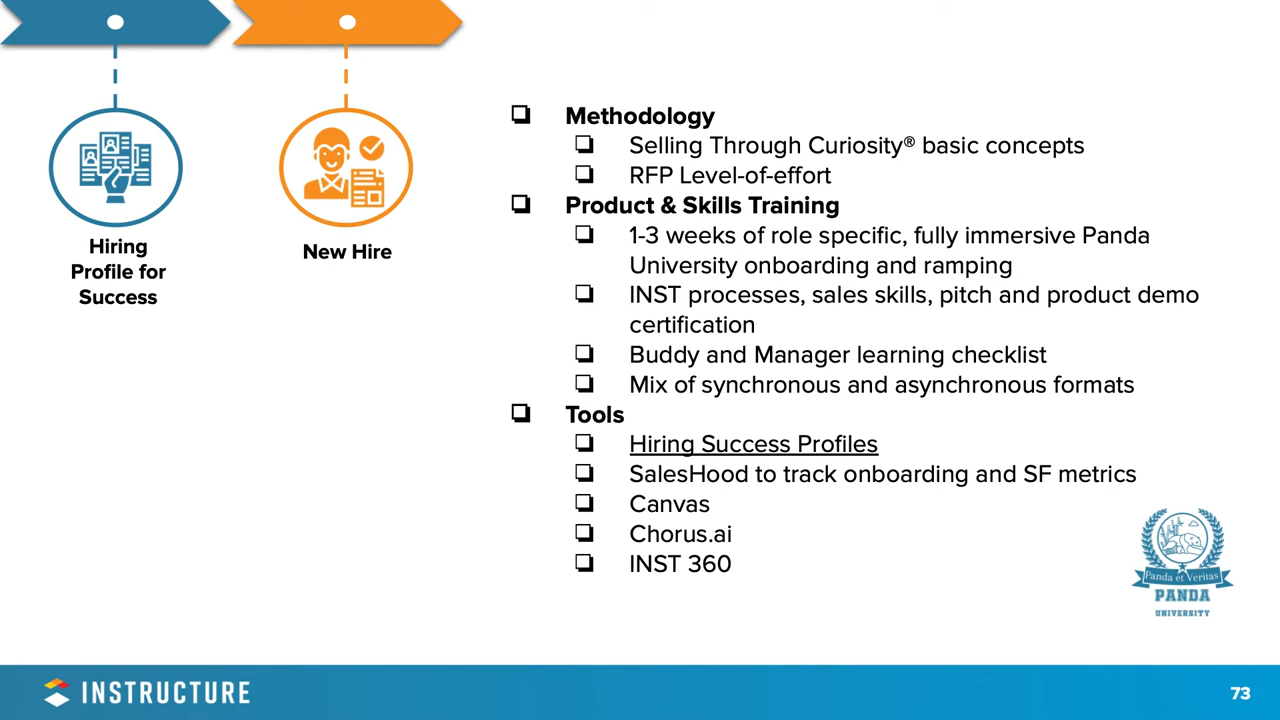 Hiring
Profile for
Success
New Hire
Methodology
Selling Through Curiosity® basic concepts
RFP Level-of-effort
Product & Skills Training
1-3 weeks of role specific, fully immersive Panda
University onboarding and ramping
INST processes, sales skills, pitch and product demo
certification
Buddy and Manager learning checklist
Mix of synchronous and asynchronous formats
Tools
Hiring Success Profiles
SalesHood to track onboarding and SF metrics
Canvas
Chorus.ai
INST 360
Panda et Veritas
PANDA
UNIVERSITY
INSTRUCTURE
73